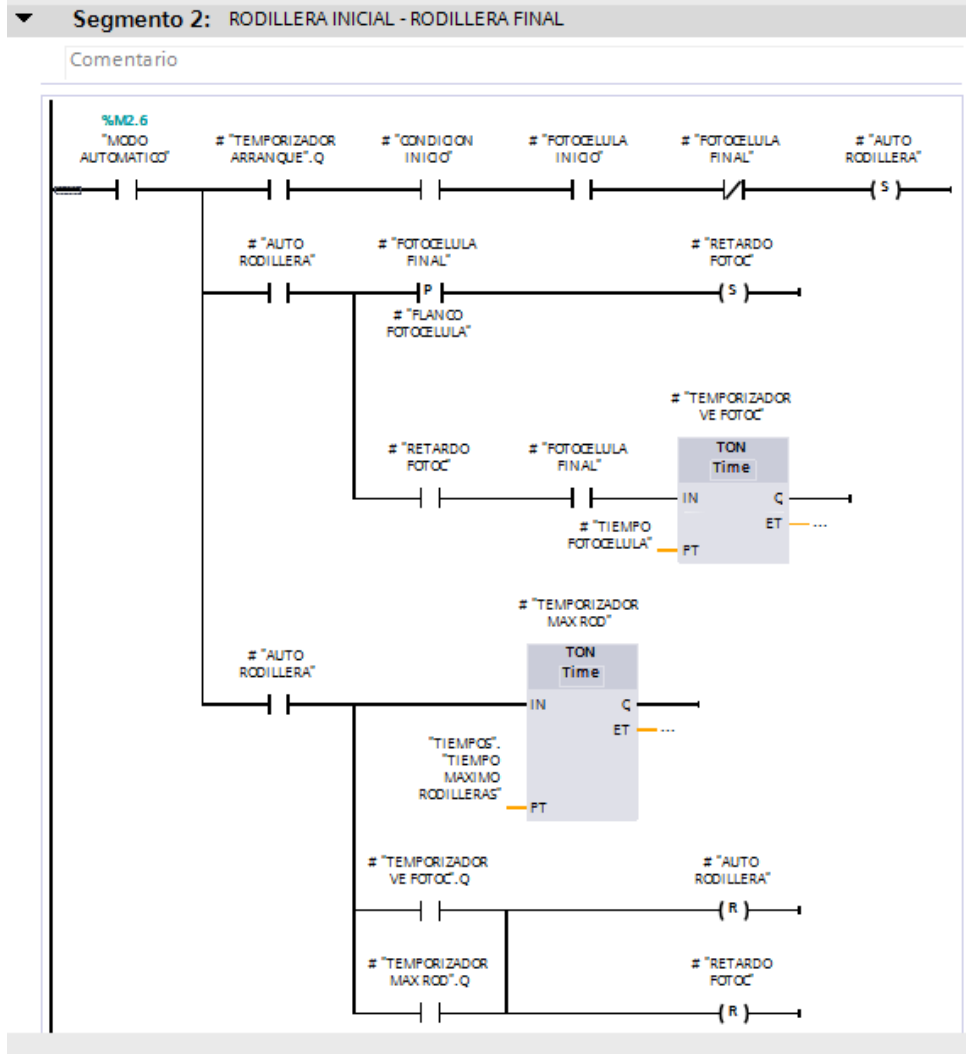 Segmento 2: RODILLERA INICIAL - RODILLERA FINAL
Comentario
%M2.6
"MODO
AUTOMATICO"
# "TEMPORIZADOR
ARRANQUE".Q
# "CONDICION
INICIO"
# "FOTOCELULA
INICIO"
# "FOTOCELULA
FINAL"
# "AUTO
RODILLERA"
S
# "AUTO
RODILLERA"
# "FOTOCELULA
FINAL"
P
# "FLANCO
FOTOCELULA"
# "RETARDO
FOTOC"
S
# "TEMPORIZADOR
VE FOTOC"
# "RETARDO
FOTOC"
# "FOTOCELULA
FINAL"
TON
Time
IN
Q
ET
...
# "TIEMPO
FOTOCELULA"
PT
# "TEMPORIZADOR
MAX ROD"
# "AUTO
RODILLERA"
TON
Time
IN
Q
ET
...
"TIEMPOS".
"TIEMPO
MAXIMO
RODILLERAS"
PT
# "TEMPORIZADOR
VE FOTOC".Q
# "AUTO
RODILLERA"
R
# "TEMPORIZADOR
MAX ROD".Q
# "RETARDO
FOTOC"
R